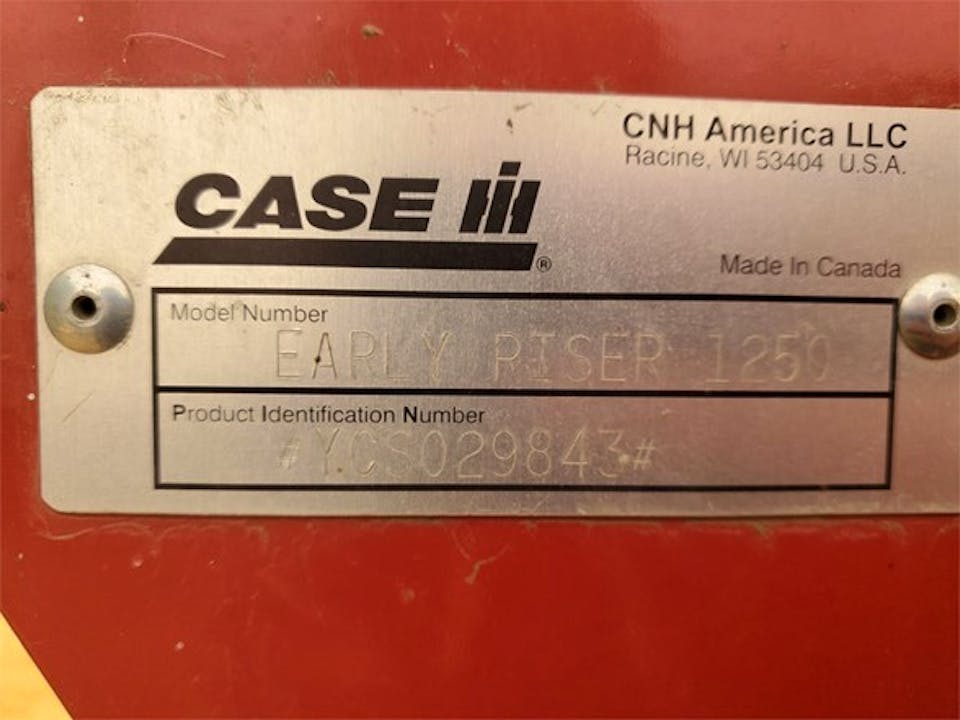 CNH America LLC
Racine, WI 53404 U.S.A.
CASE IH®
Made In Canada
Model Number
EARLY RISER 1250
Product Identification Number
#YCS029843#